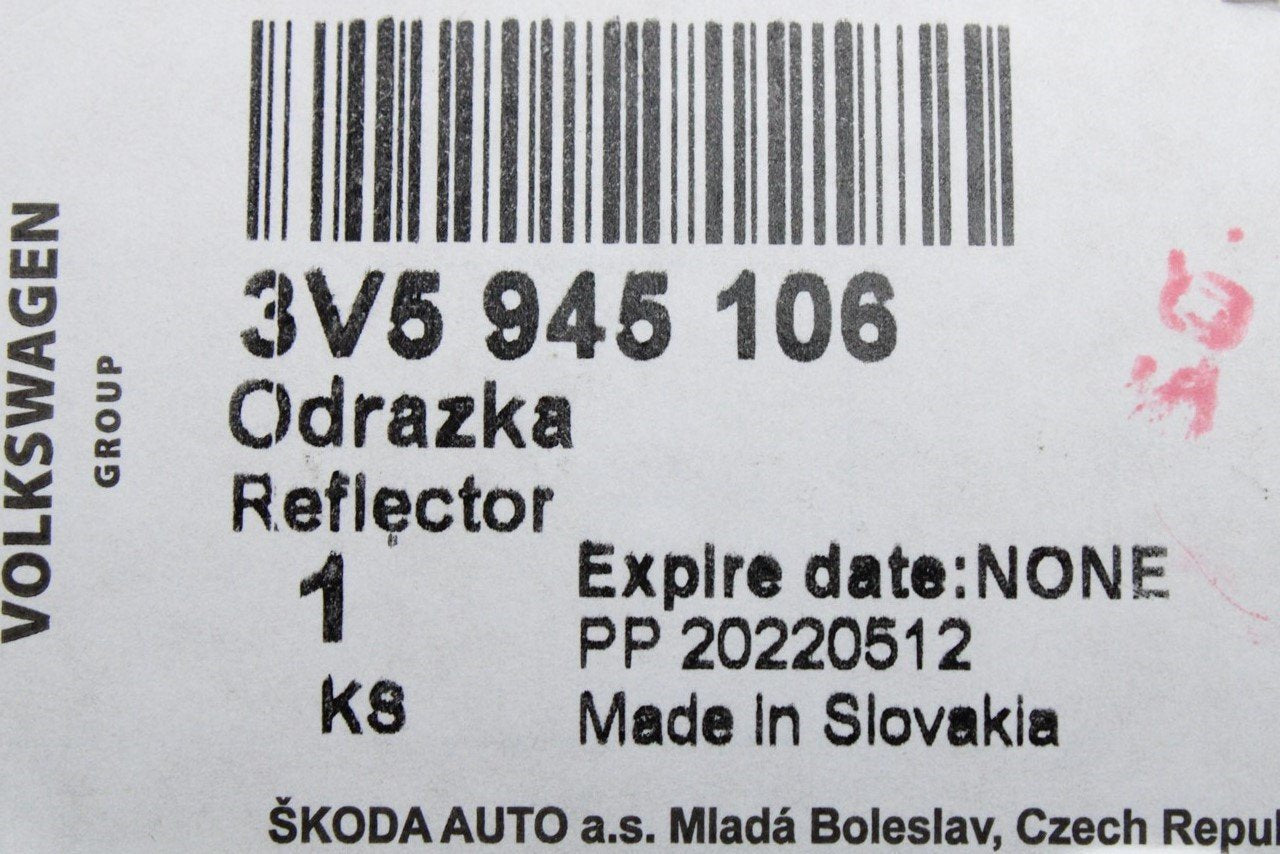 VOLKSWAGEN
GROUP
3V5 945 106
Odrazka
Reflector
1
KS
Expire date:NONE
PP 20220512
Made in Slovakia
ŠKODA AUTO a.s. Mladá Boleslav, Czech Repu